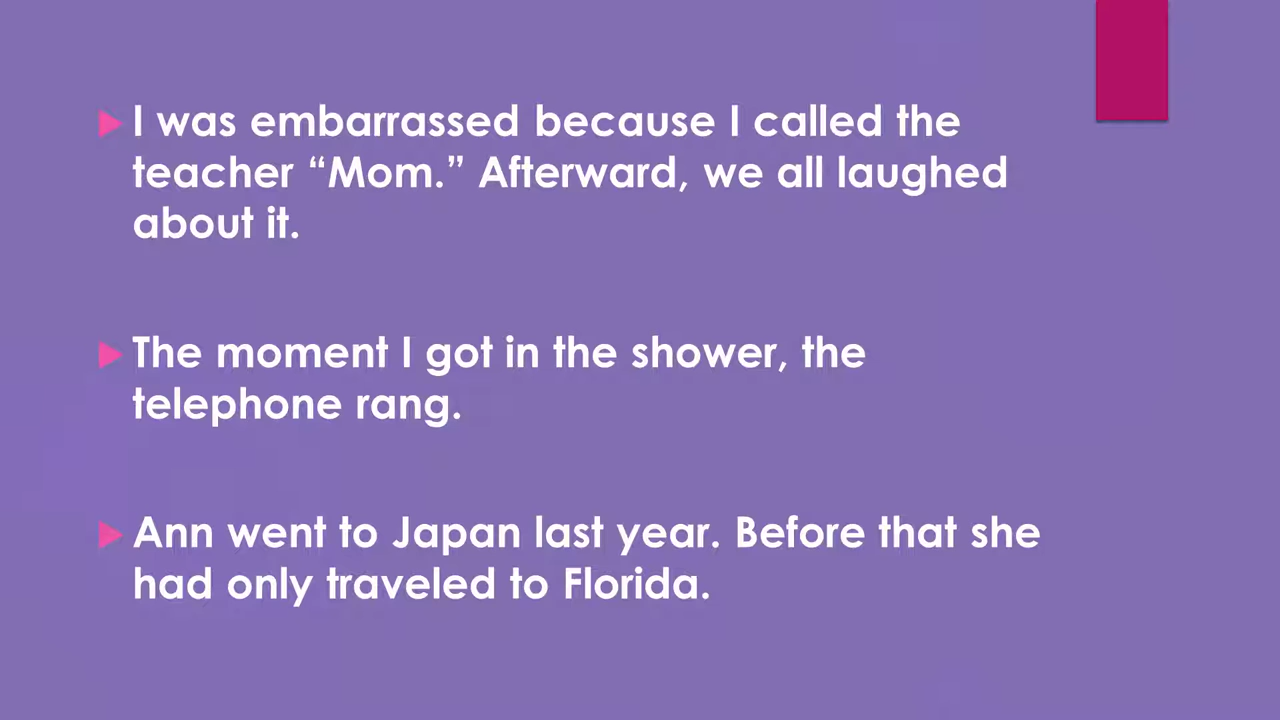 I was embarrassed because I called the
teacher “Mom.” Afterward, we all laughed
about it.
The moment I got in the shower, the
telephone rang.
Ann went to Japan last year. Before that she
had only traveled to Florida.